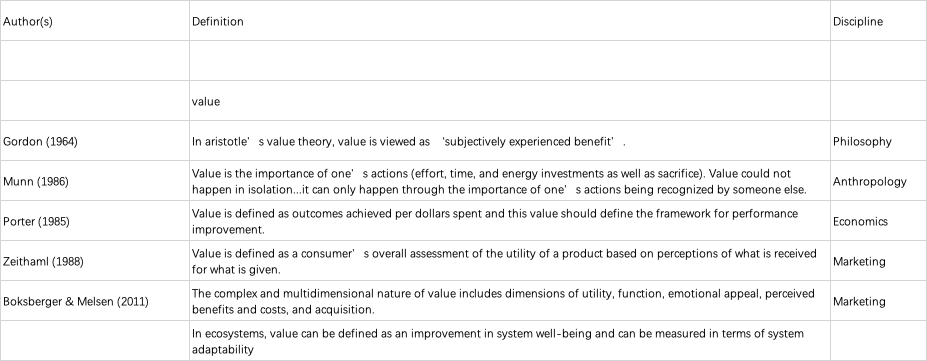 Author(s) Definition Discipline
value
Gordon (1964) In aristotle’s value theory, value is viewed as ‘subjectively experienced benefit’. Philosophy
Munn (1986) Value is the importance of one’s actions (effort, time, and energy investments as well as sacrifice). Value could not
happen in isolation...it can only happen through the importance of one’s actions being recognized by someone else. Anthropology
Porter (1985) Value is defined as outcomes achieved per dollars spent and this value should define the framework for performance
improvement. Economics
Zeithaml (1988) Value is defined as a consumer’s overall assessment of the utility of a product based on perceptions of what is received
for what is given. Marketing
Boksberger & Melsen (2011) The complex and multidimensional nature of value includes dimensions of utility, function, emotional appeal, perceived
benefits and costs, and acquisition. Marketing
In ecosystems, value can be defined as an improvement in system well-being and can be measured in terms of system
adaptability